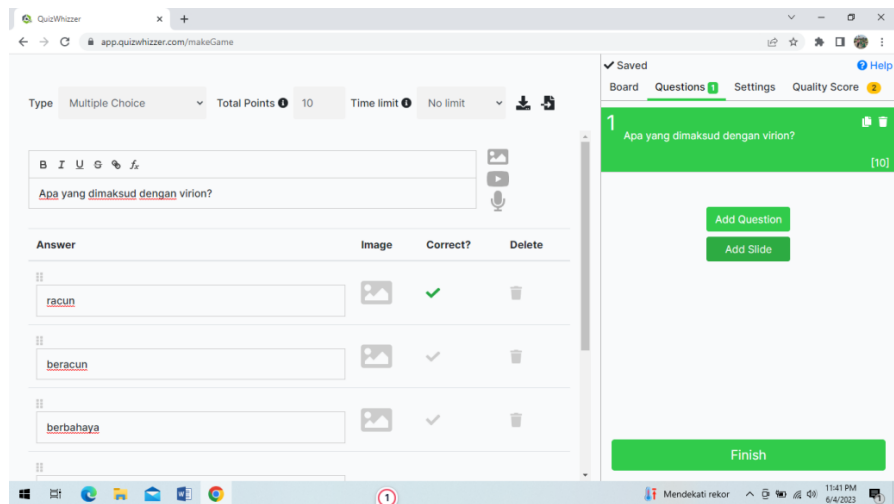 QuizWhizzer
app.quizwhizzer.com/makeGame
Saved
Help
Board Questions 1 Settings Quality Score 2
Type Multiple Choice Total Points 10 Time limit No limit
1
Apa yang dimaksud dengan virion?
[10]
B I U S fx
Apa yang dimaksud dengan virion?
Add Question
Add Slide
Answer Image Correct? Delete
racun
beracun
berbahaya
Finish
1
Mendekati rekor
11:41 PM
6/4/2023